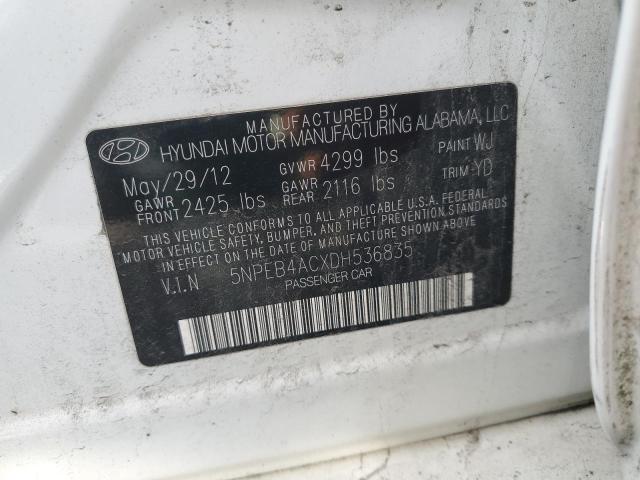 MANUFACTURED BY
HYUNDAI MOTOR MANUFACTURING ALABAMA, LLC
May/29/12 GVWR 4299 lbs PAINT WJ
GAWR FRONT 2425 lbs GAWR REAR 2116 lbs TRIM-YD
THIS VEHICLE CONFORMS TO ALL APPLICABLE U.S.A. FEDERAL
MOTOR VEHICLE SAFETY, BUMPER, AND THEFT PREVENTION STANDARDS
IN EFFECT ON THE DATE OF MANUFACTURE SHOWN ABOVE.
V.I.N 5NPEB4ACXDH536835
PASSENGER CAR